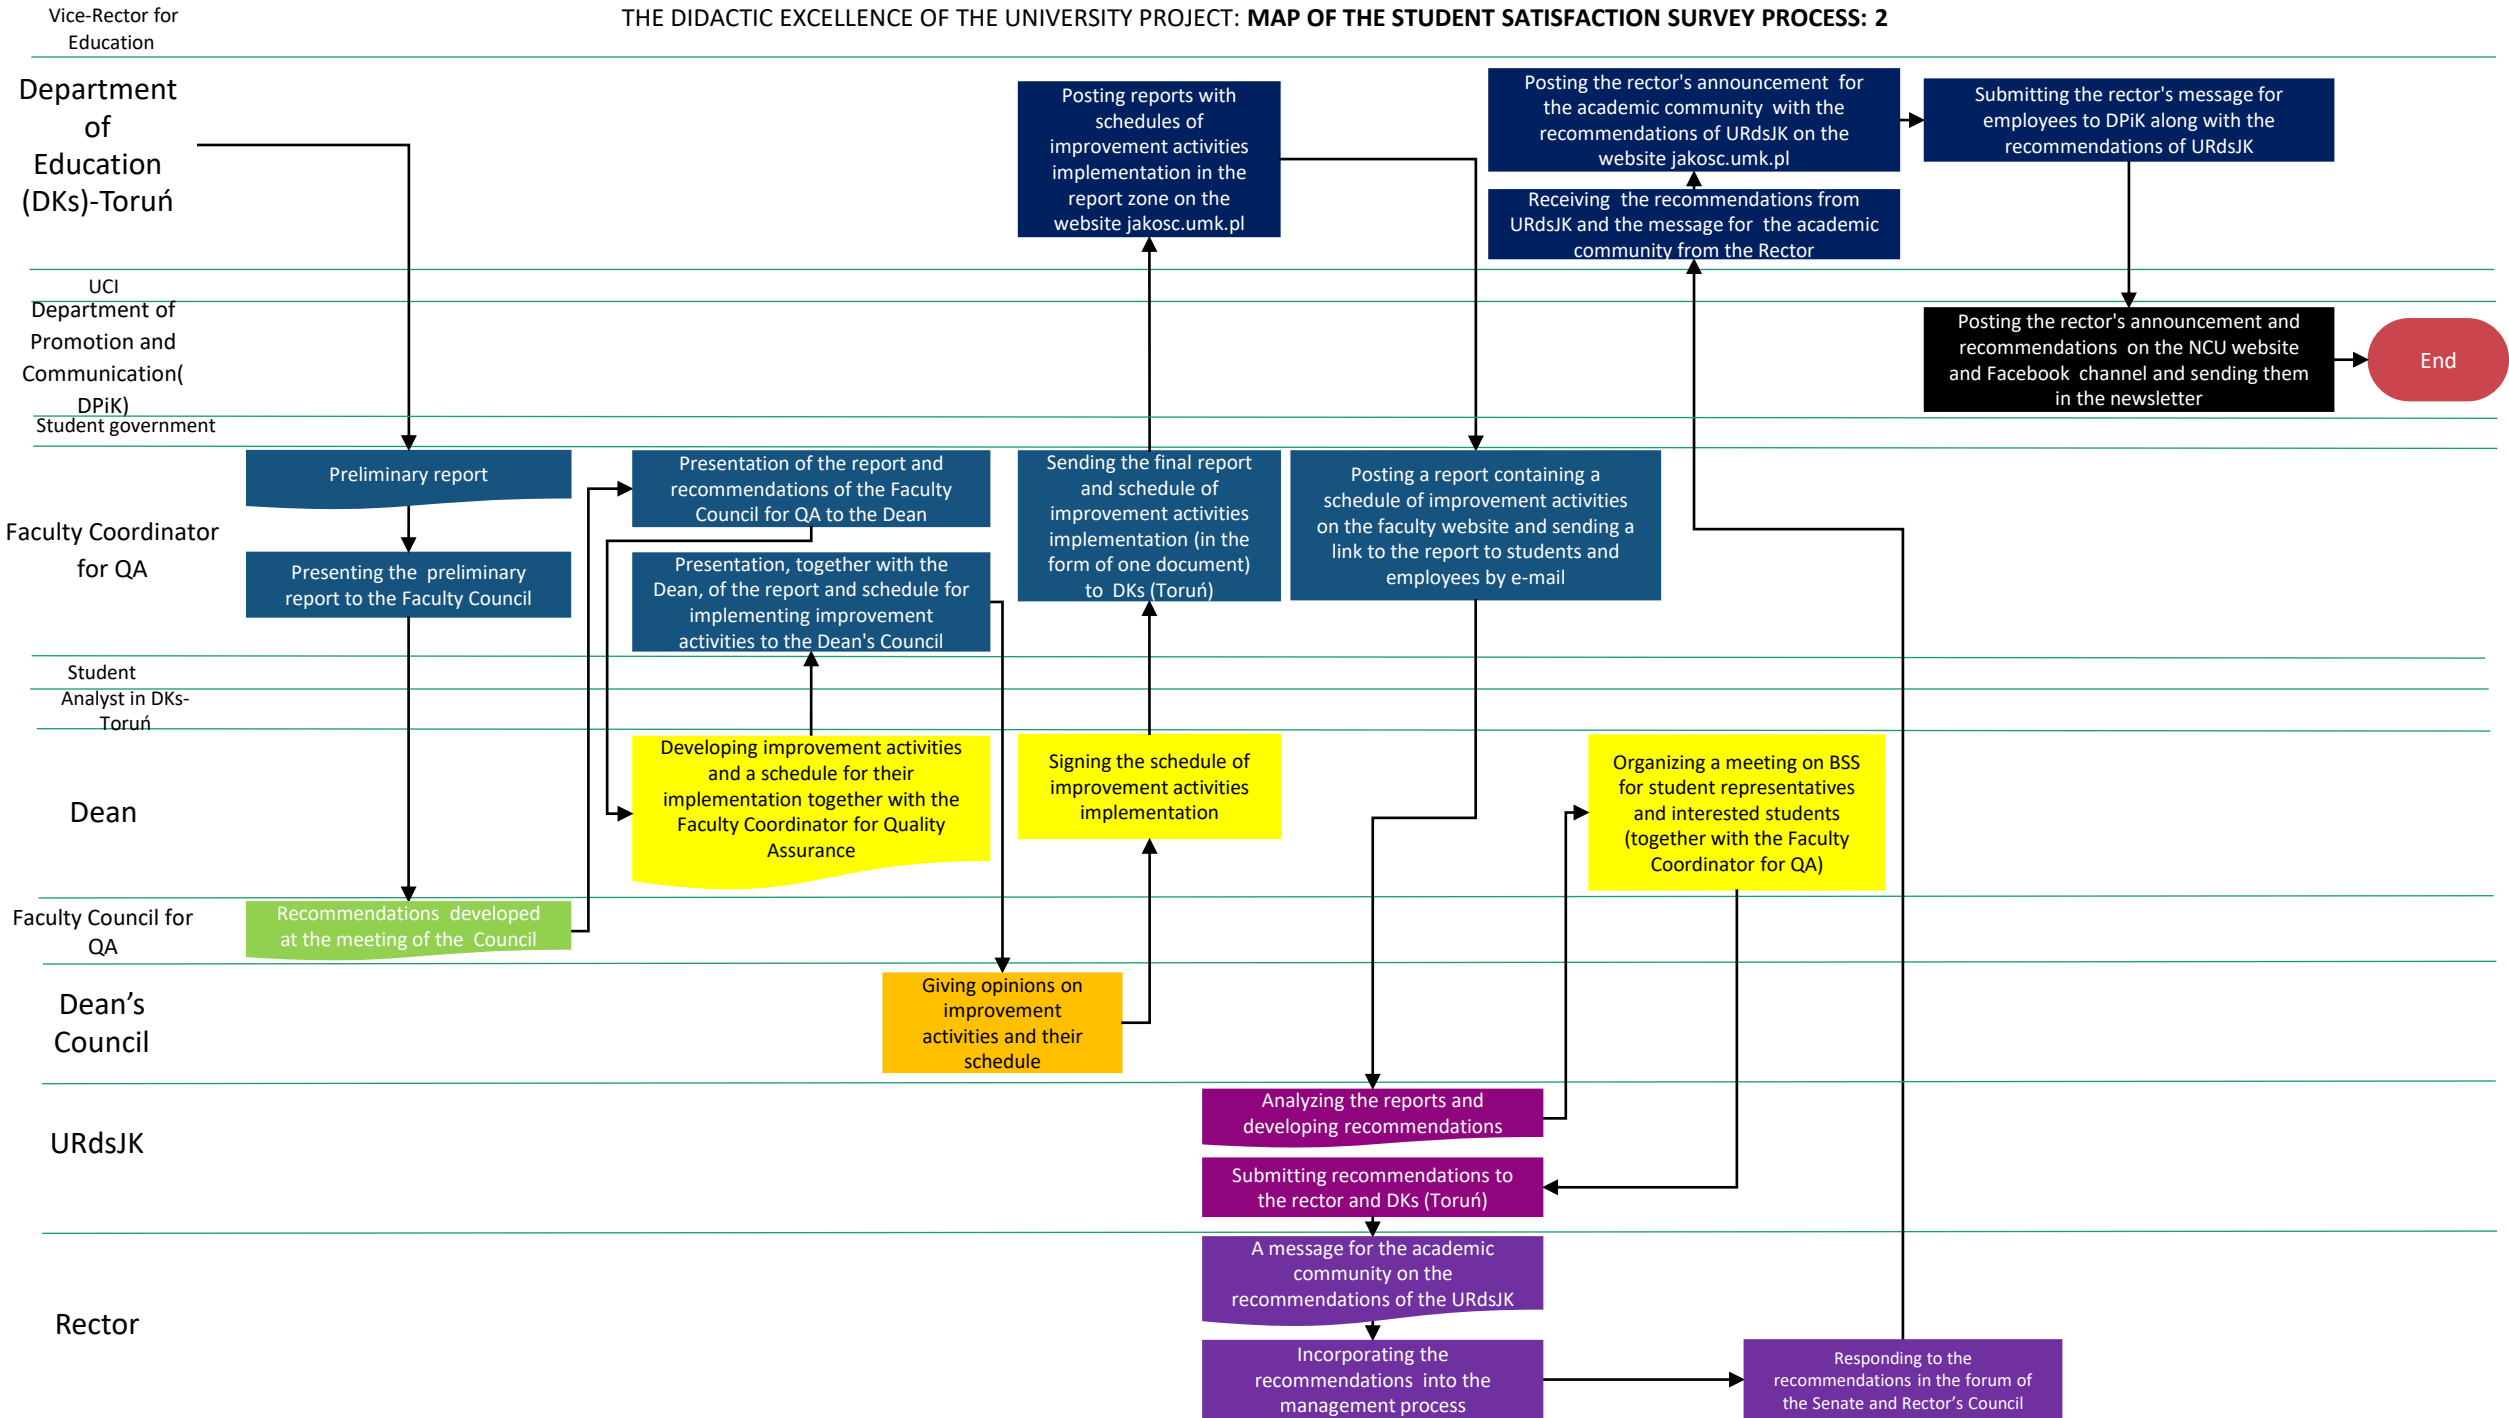 Vice-Rector for
Education
THE DIDACTIC EXCELLENCE OF THE UNIVERSITY PROJECT: MAP OF THE STUDENT SATISFACTION SURVEY PROCESS: 2
Department
of
Education
(DKs)-Toruń
Posting reports with
schedules of
improvement activities
implementation in the
report zone on the
website jakosc.umk.pl
Posting the rector's announcement for
the academic community with the
recommendations of URdsJK on the
website jakosc.umk.pl
Submitting the rector's message for
employees to DPiK along with the
recommendations of URdsJK
Receiving the recommendations from
URdsJK and the message for the academic
community from the Rector
UCI
Department of
Promotion and
Communication(
DPiK)
Posting the rector's announcement and
recommendations on the NCU website
and Facebook channel and sending them
in the newsletter
End
Student government
Faculty Coordinator
for QA
Preliminary report
Presenting the preliminary
report to the Faculty Council
Presentation of the report and
recommendations of the Faculty
Council for QA to the Dean
Presentation, together with the
Dean, of the report and schedule for
implementing improvement
activities to the Dean's Council
Sending the final report
and schedule of
improvement activities
implementation (in the
form of one document)
to DKs (Toruń)
Posting a report containing a
schedule of improvement activities
on the faculty website and sending a
link to the report to students and
employees by e-mail
Student
Analyst in DKs-
Toruń
Dean
Developing improvement activities
and a schedule for their
implementation together with the
Faculty Coordinator for Quality
Assurance
Signing the schedule of
improvement activities
implementation
Organizing a meeting on BSS
for student representatives
and interested students
(together with the Faculty
Coordinator for QA)
Faculty Council for
QA
Recommendations developed
at the meeting of the Council
Dean’s
Council
Giving opinions on
improvement
activities and their
schedule
URdsJK
Analyzing the reports and
developing recommendations
Submitting recommendations to
the rector and DKs (Toruń)
Rector
A message for the academic
community on the
recommendations of the URdsJK
Incorporating the
recommendations into the
management process
Responding to the
recommendations in the forum of
the Senate and Rector’s Council